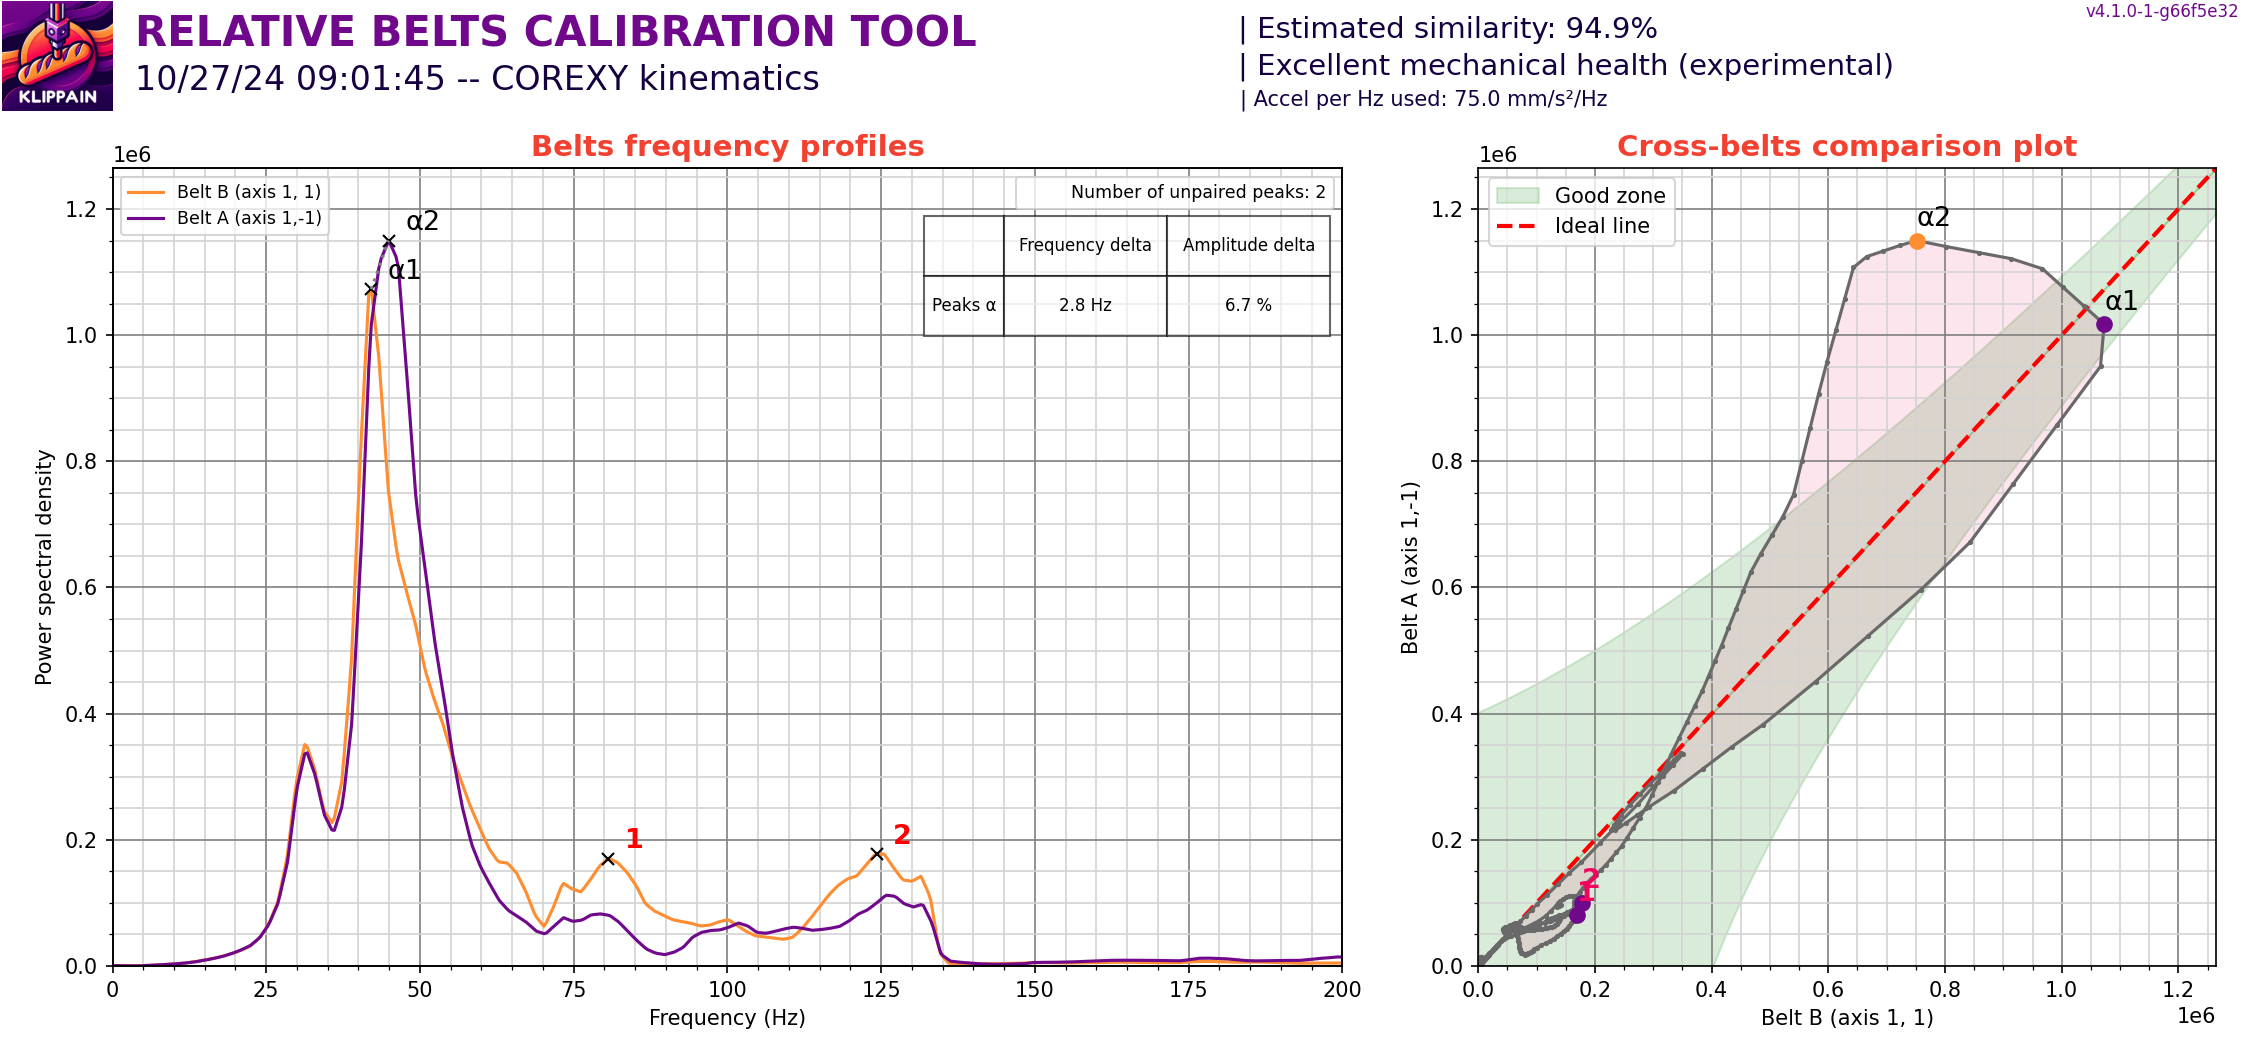 KLIPPAIN
RELATIVE BELTS CALIBRATION TOOL
10/27/24 09:01:45 -- COREXY kinematics
| Estimated similarity: 94.9%
| Excellent mechanical health (experimental)
| Accel per Hz used: 75.0 mm/s²/Hz
v4.1.0-1-g66f5e32
Belts frequency profiles
1e6
Belt B (axis 1, 1)
Belt A (axis 1,-1)
Number of unpaired peaks: 2
Frequency delta Amplitude delta
Peaks α 2.8 Hz 6.7 %
α2
α1
1
2
Power spectral density
1.2
1.0
0.8
0.6
0.4
0.2
0.0
0 25 50 75 100 125 150 175 200
Frequency (Hz)
Cross-belts comparison plot
1e6
Good zone
Ideal line
α2
α1
2
1
Belt A (axis 1,-1)
1.2
1.0
0.8
0.6
0.4
0.2
0.0
0.0 0.2 0.4 0.6 0.8 1.0 1.2
Belt B (axis 1, 1)
1e6